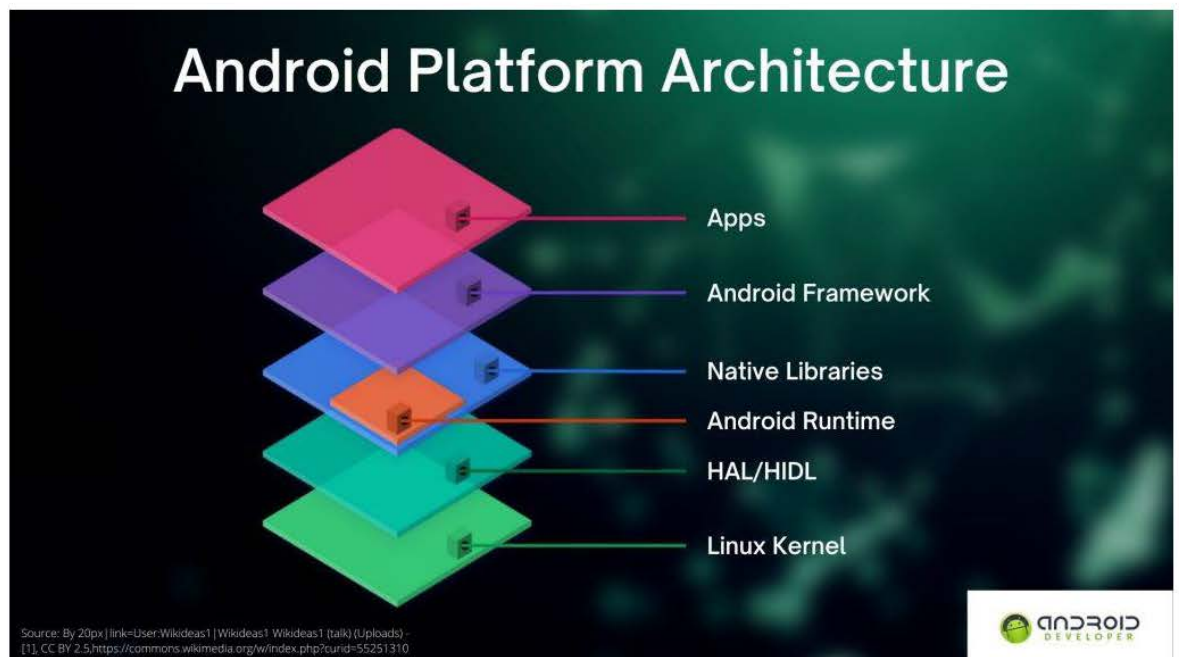 Android Platform Architecture
Apps
Android Framework
Native Libraries
Android Runtime
HAL/HIDL
Linux Kernel
Source: By 20px|link=User:Wikideas1|Wikideas1 Wikideas1 (talk) (Uploads) -
[1], CC BY 2.5,https://commons.wikimedia.org/w/index.php?curid=55251310
ANDROID
DEVELOPER